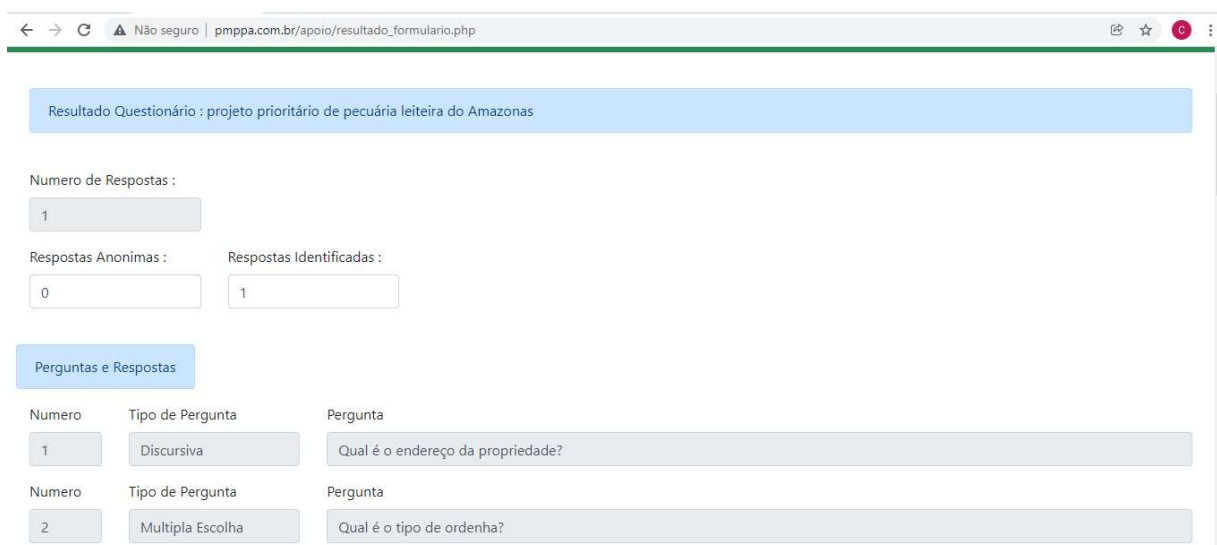 Não seguro | pmppa.com.br/apoio/resultado_formulario.php
C
Resultado Questionário : projeto prioritário de pecuária leiteira do Amazonas
Numero de Respostas :
1
Respostas Anonimas : Respostas Identificadas :
0 1
Perguntas e Respostas
Numero Tipo de Pergunta Pergunta
1 Discursiva Qual é o endereço da propriedade?
Numero Tipo de Pergunta Pergunta
2 Multipla Escolha Qual é o tipo de ordenha?